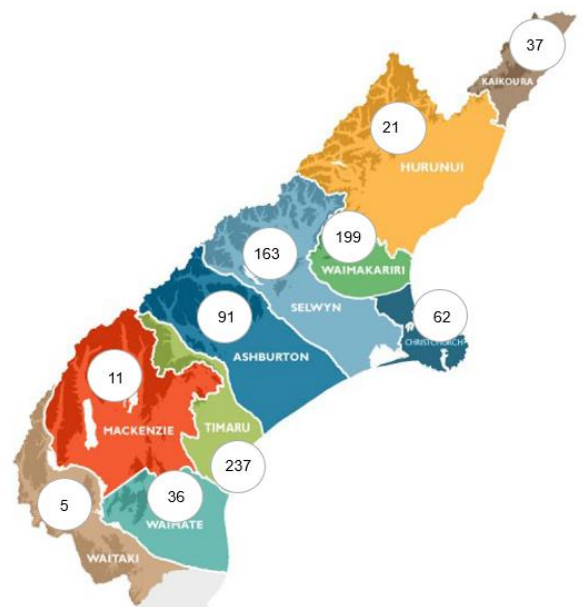 37
KAIKOURA
21
HURUNUI
199
163
WAIMAKARIRI
SELWYN
91
62
CHRISTCHURCH
ASHBURTON
11
MACKENZIE
TIMARU
237
36
5
WAIMATE
WAITAKI